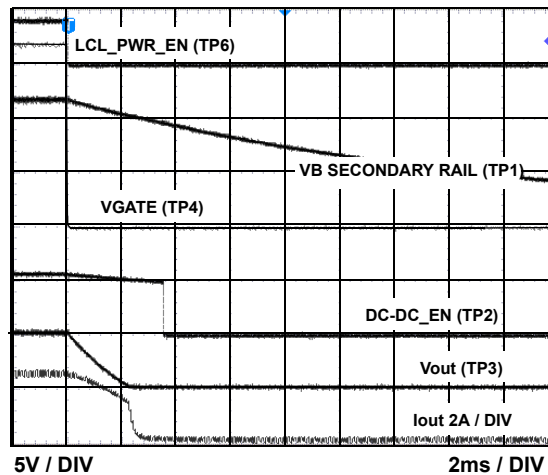 T
LCL_PWR_EN (TP6)
VB SECONDARY RAIL (TP1)
VGATE (TP4)
DC-DC_EN (TP2)
Vout (TP3)
Iout 2A / DIV
5V / DIV
2ms / DIV